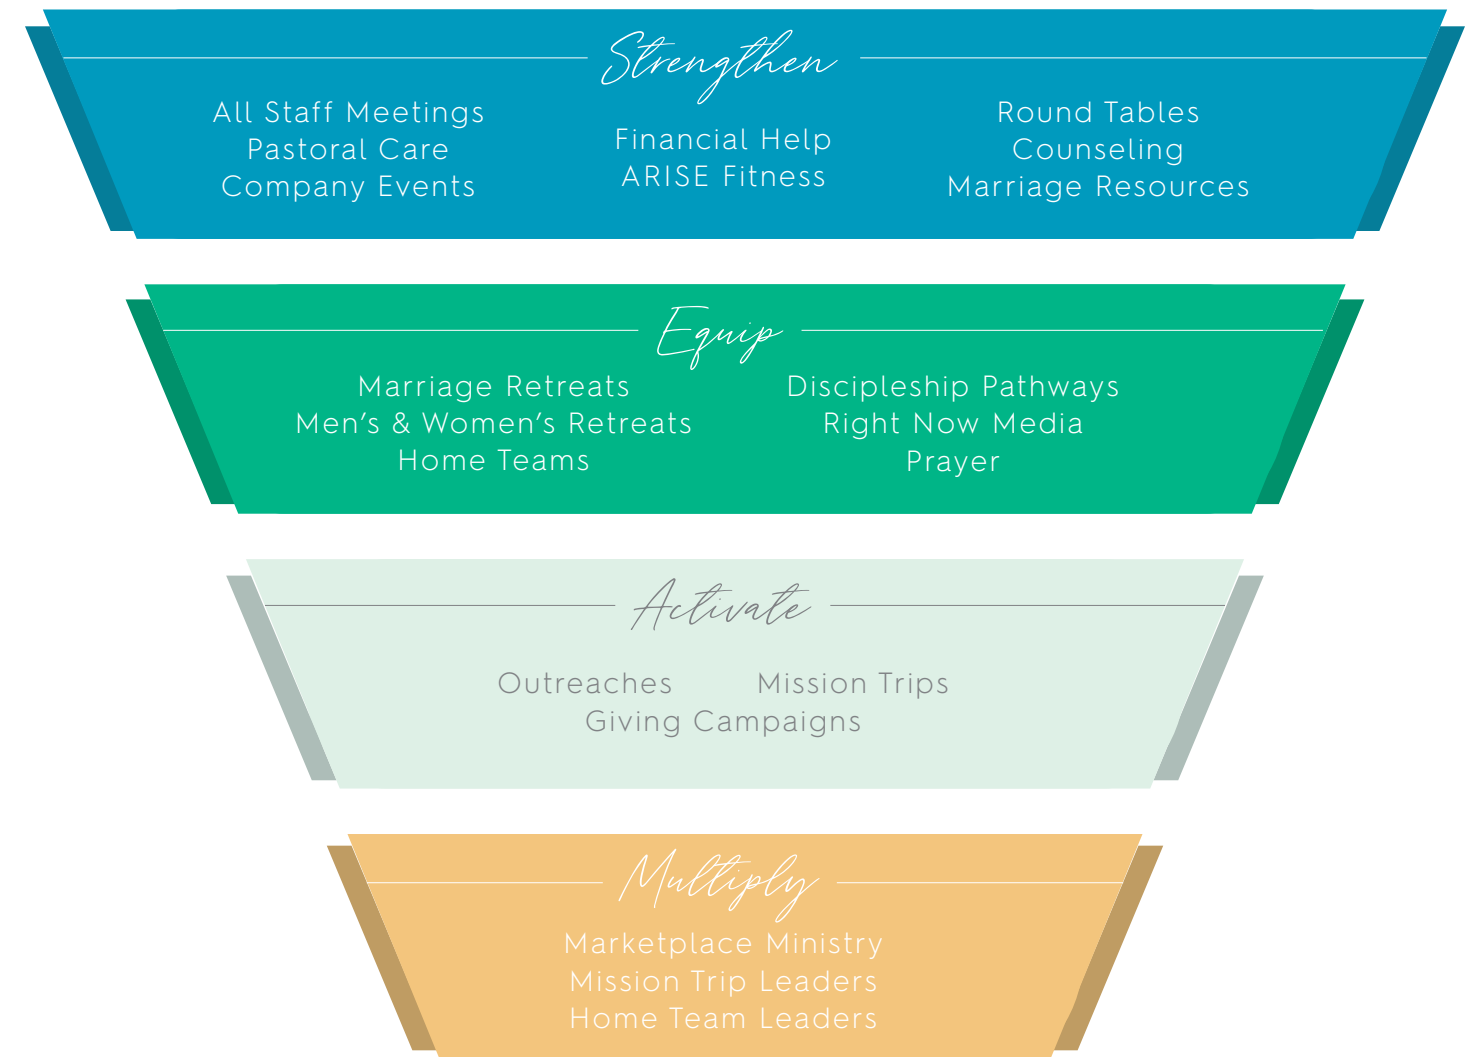 Strengthen
All Staff Meetings
Pastoral Care
Company Events
Financial Help
ARISE Fitness
Round Tables
Counseling
Marriage Resources
Equip
Marriage Retreats
Men’s & Women’s Retreats
Home Teams
Discipleship Pathways
Right Now Media
Prayer
Activate
Outreaches
Mission Trips
Giving Campaigns
Multiply
Marketplace Ministry
Mission Trip Leaders
Home Team Leaders